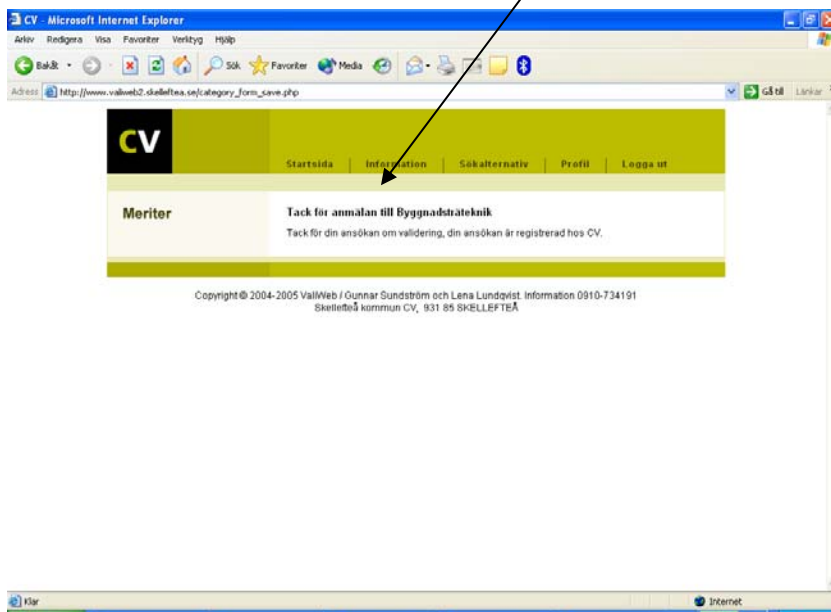 CV - Microsoft Internet Explorer
Arkiv Redigera Visa Favoriter Verktyg Hjälp
Bakåt Sök Favoriter Media
Adress http://www.valiweb2.skelleftea.se/category_form_save.php Gå till Länkar
CV
Startsida Information Sökalternativ Profil Logga ut
Meriter
Tack för anmälan till Byggnadsträteknik
Tack för din ansökan om validering, din ansökan är registrerad hos CV.
Copyright © 2004-2005 ValiWeb / Gunnar Sundström och Lena Lundqvist. Information 0910-734191
Skellefteå kommun CV, 931 85 SKELLEFTEÅ
Klar Internet